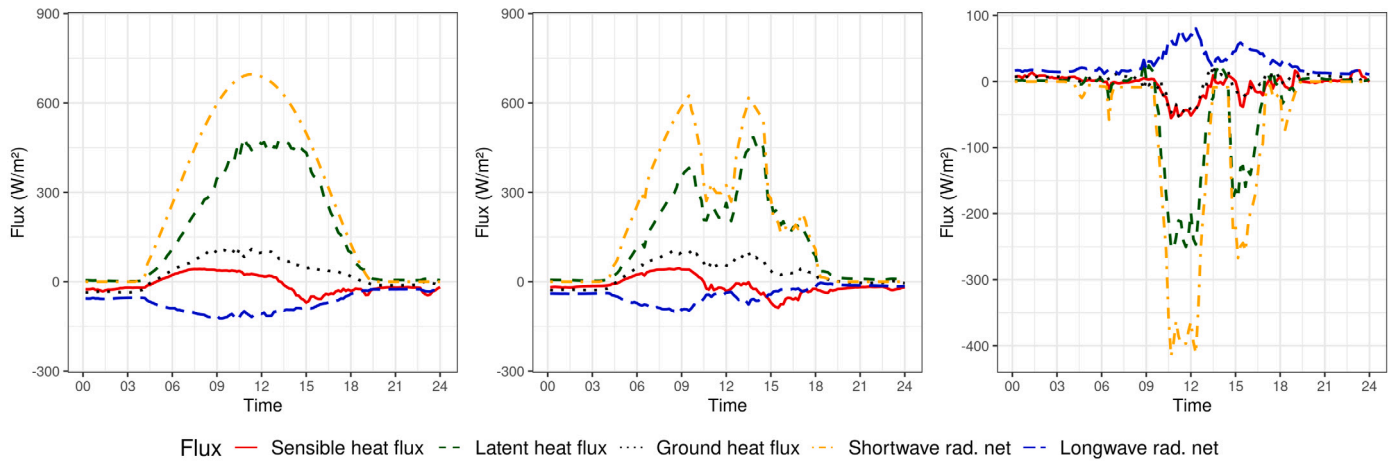 900
600
300
0
-300
Flux (W/m²)
00 03 06 09 12 15 18 21 24
Time
900
600
300
0
-300
Flux (W/m²)
00 03 06 09 12 15 18 21 24
Time
100
0
-100
-200
-300
-400
Flux (W/m²)
00 03 06 09 12 15 18 21 24
Time
Flux Sensible heat flux Latent heat flux Ground heat flux Shortwave rad. net Longwave rad. net